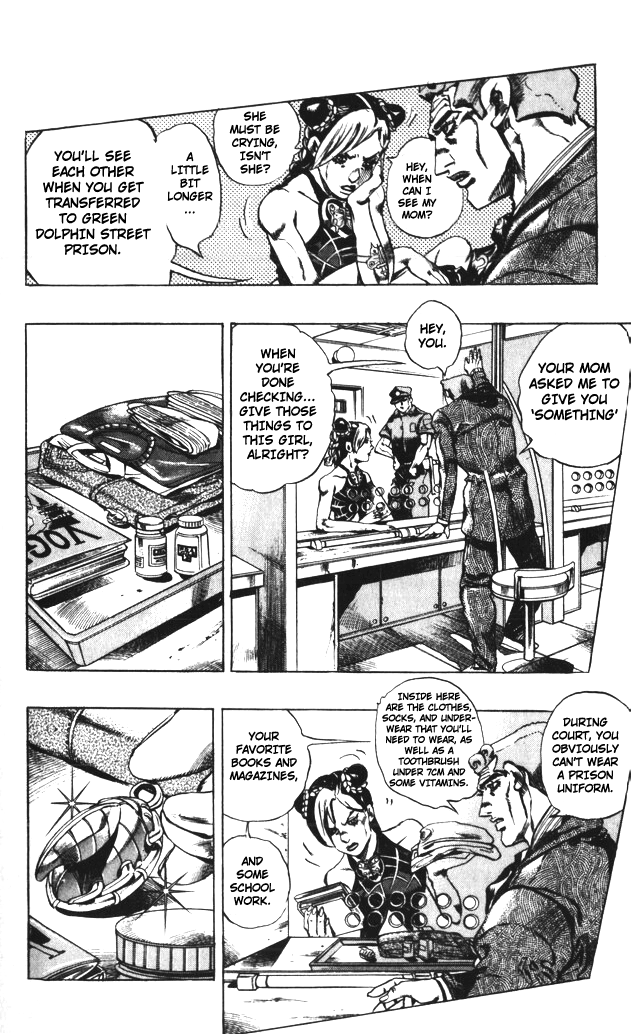 HEY,
WHEN
CAN I
SEE MY
MOM?
SHE
MUST BE
CRYING,
ISN'T
SHE?
A
LITTLE
BIT
LONGER
...
YOU'LL SEE
EACH OTHER
WHEN YOU GET
TRANSFERRED
TO GREEN
DOLPHIN STREET
PRISON.
YOUR MOM
ASKED ME TO
GIVE YOU
'SOMETHING'
HEY,
YOU.
WHEN
YOU'RE
DONE
CHECKING...
GIVE THOSE
THINGS TO
THIS GIRL,
ALRIGHT?
DURING
COURT, YOU
OBVIOUSLY
CAN'T WEAR
A PRISON
UNIFORM.
INSIDE HERE
ARE THE CLOTHES,
SOCKS, AND UNDER-
WEAR THAT YOU'LL
NEED TO WEAR, AS
WELL AS A
TOOTHBRUSH
UNDER 7CM AND
SOME VITAMINS.
YOUR
FAVORITE
BOOKS AND
MAGAZINES,
AND
SOME
SCHOOL
WORK.